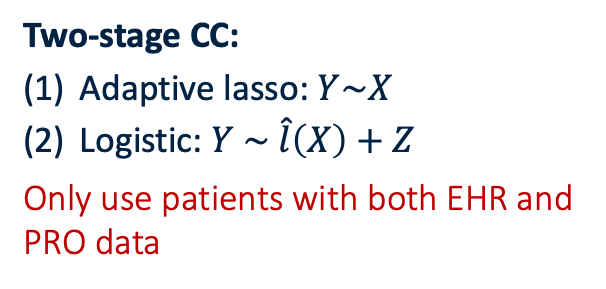 Two-stage CC:
(1) Adaptive lasso: Y~X
(2) Logistic: Y ~ l̂(X) + Z
Only use patients with both EHR and
PRO data